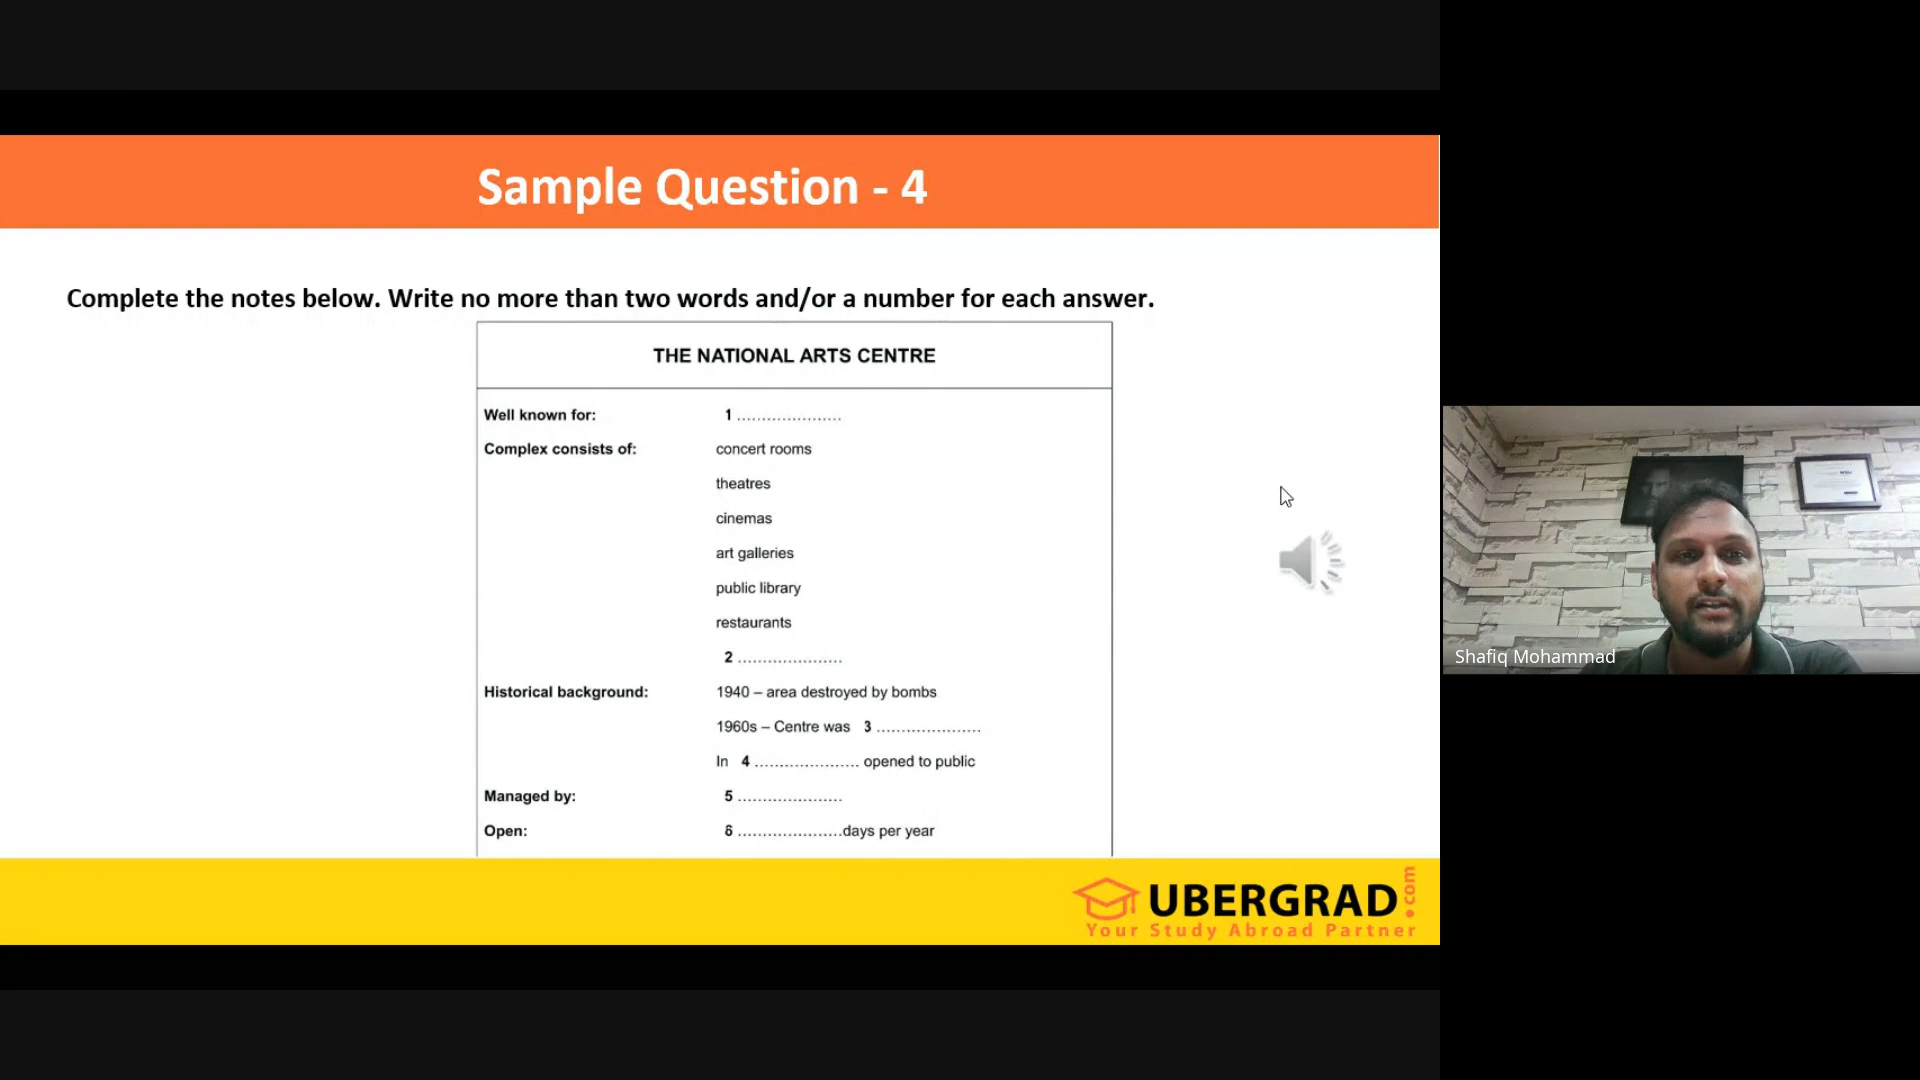 Sample Question - 4
Complete the notes below. Write no more than two words and/or a number for each answer.
THE NATIONAL ARTS CENTRE
Well known for: 1 .....................
Complex consists of: concert rooms
theatres
cinemas
art galleries
public library
restaurants
2 .....................
Historical background: 1940 – area destroyed by bombs
1960s – Centre was 3 .....................
In 4 ..................... opened to public
Managed by: 5 .....................
Open: 6 .....................days per year
UBERGRAD.com
Your Study Abroad Partner
Shafiq Mohammad